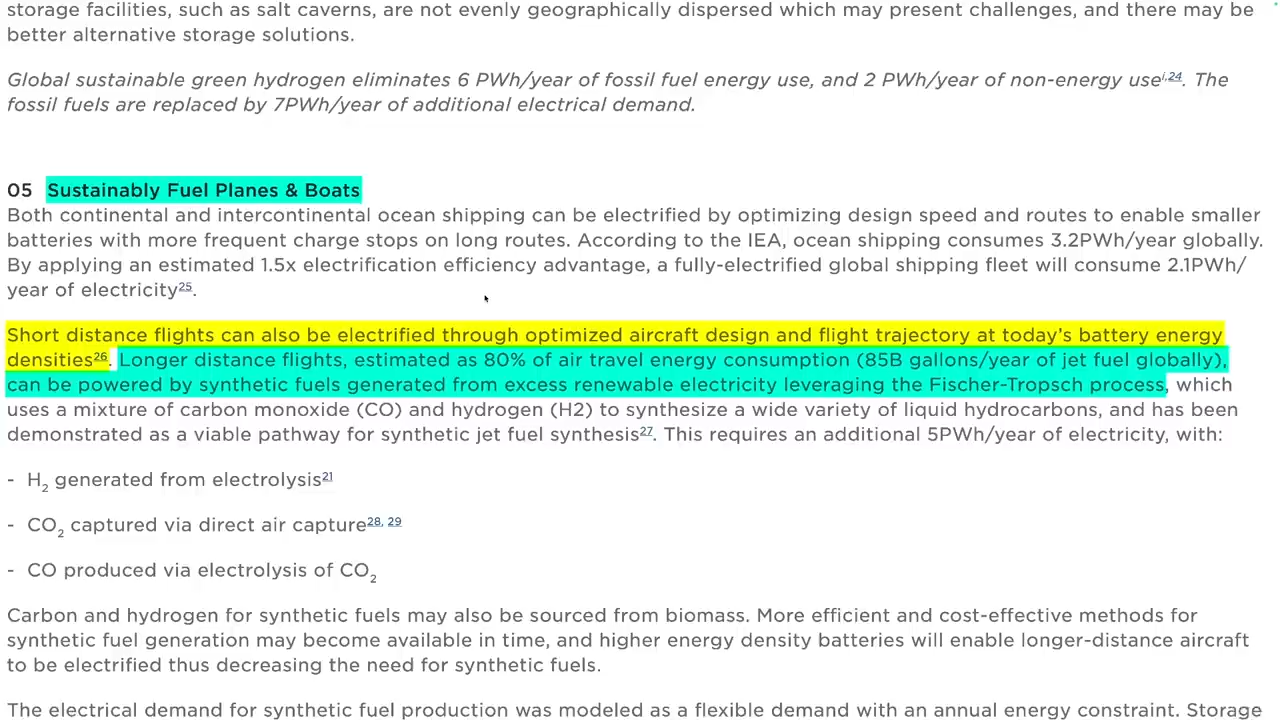 storage facilities, such as salt caverns, are not evenly geographically dispersed which may present challenges, and there may be
better alternative storage solutions.
Global sustainable green hydrogen eliminates 6 PWh/year of fossil fuel energy use, and 2 PWh/year of non-energy use i,24. The
fossil fuels are replaced by 7PWh/year of additional electrical demand.
05 Sustainably Fuel Planes & Boats
Both continental and intercontinental ocean shipping can be electrified by optimizing design speed and routes to enable smaller
batteries with more frequent charge stops on long routes. According to the IEA, ocean shipping consumes 3.2PWh/year globally.
By applying an estimated 1.5x electrification efficiency advantage, a fully-electrified global shipping fleet will consume 2.1PWh/
year of electricity25.
Short distance flights can also be electrified through optimized aircraft design and flight trajectory at today's battery energy
densities26. Longer distance flights, estimated as 80% of air travel energy consumption (85B gallons/year of jet fuel globally),
can be powered by synthetic fuels generated from excess renewable electricity leveraging the Fischer-Tropsch process, which
uses a mixture of carbon monoxide (CO) and hydrogen (H2) to synthesize a wide variety of liquid hydrocarbons, and has been
demonstrated as a viable pathway for synthetic jet fuel synthesis27. This requires an additional 5PWh/year of electricity, with:
- H2 generated from electrolysis21
- CO2 captured via direct air capture28, 29
- CO produced via electrolysis of CO2
Carbon and hydrogen for synthetic fuels may also be sourced from biomass. More efficient and cost-effective methods for
synthetic fuel generation may become available in time, and higher energy density batteries will enable longer-distance aircraft
to be electrified thus decreasing the need for synthetic fuels.
The electrical demand for synthetic fuel production was modeled as a flexible demand with an annual energy constraint. Storage